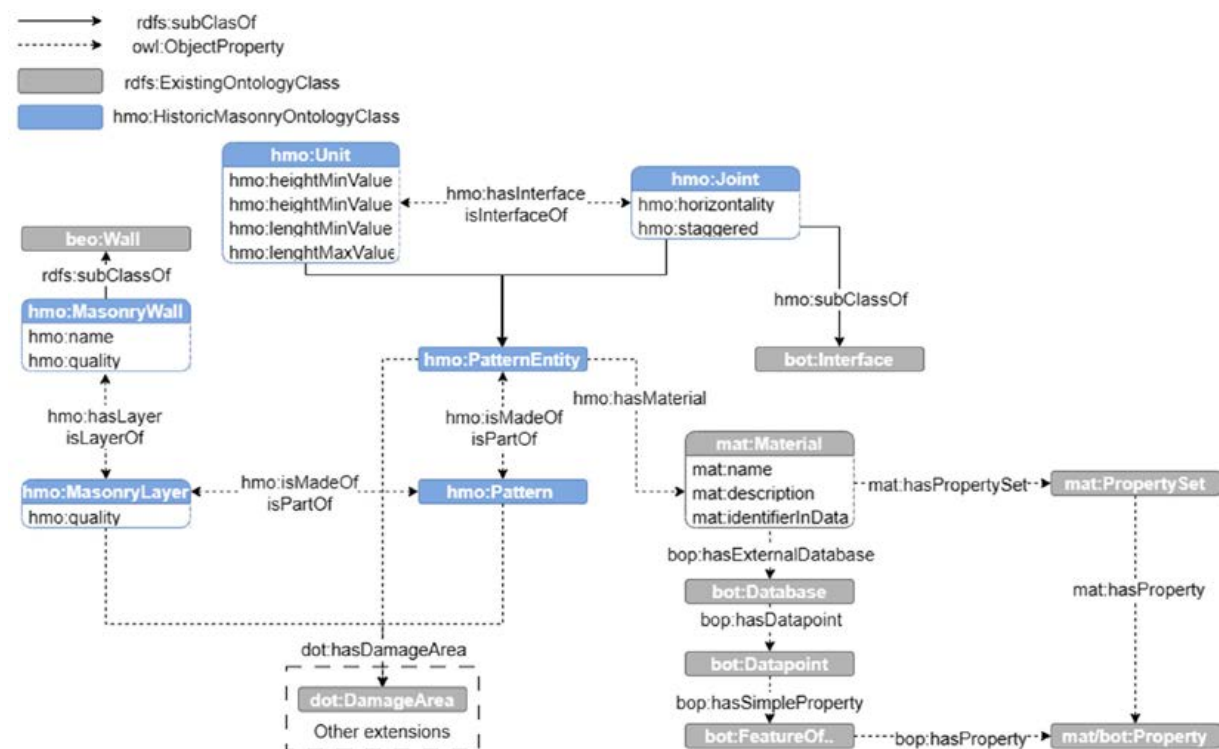 rdfs:subClasOf
owl:ObjectProperty
rdfs:ExistingOntologyClass
hmo:HistoricMasonryOntologyClass
hmo:Unit
hmo:heightMinValue
hmo:heightMinValue
hmo:lenghtMinValue
hmo:lenghtMaxValue
hmo:hasInterface
isInterfaceOf
hmo:Joint
hmo:horizontality
hmo:staggered
beo:Wall
rdfs:subClassOf
hmo:MasonryWall
hmo:name
hmo:quality
hmo:subClassOf
bot:Interface
hmo:PatternEntity
hmo:hasLayer
isLayerOf
hmo:isMadeOf
isPartOf
hmo:hasMaterial
hmo:MasonryLayer
hmo:quality
hmo:isMadeOf
isPartOf
hmo:Pattern
mat:Material
mat:name
mat:description
mat:identifierInData
mat:hasPropertySet
mat:PropertySet
bop:hasExternalDatabase
bot:Database
bop:hasDatapoint
mat:hasProperty
bot:Datapoint
bop:hasSimpleProperty
dot:hasDamageArea
dot:DamageArea
Other extensions
bot:FeatureOf..
bop:hasProperty
mat/bot:Property